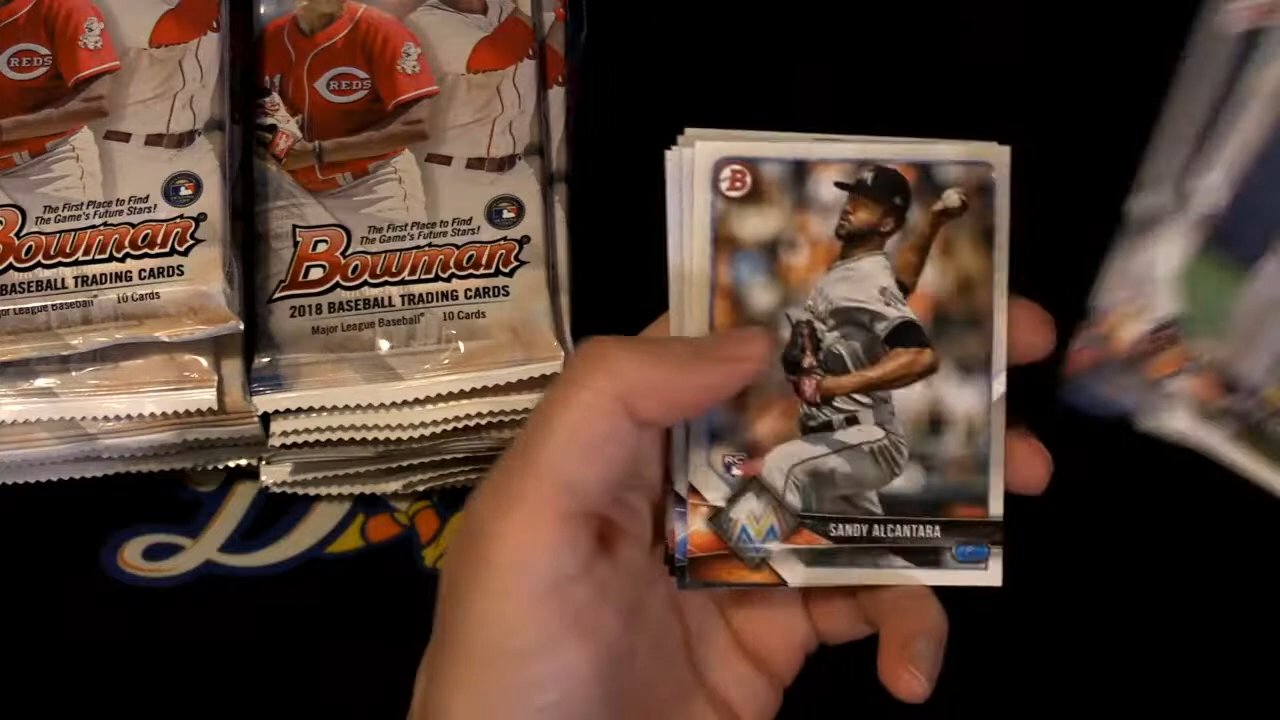 REDS
The First Place to Find
The Game's Future Stars!
Bowman
BASEBALL TRADING CARDS
League Baseball 10 Cards
REDS
The First Place to Find
The Game's Future Stars!
Bowman
2018 BASEBALL TRADING CARDS
Major League Baseball 10 Cards
B
RC
SANDY ALCANTARA
P